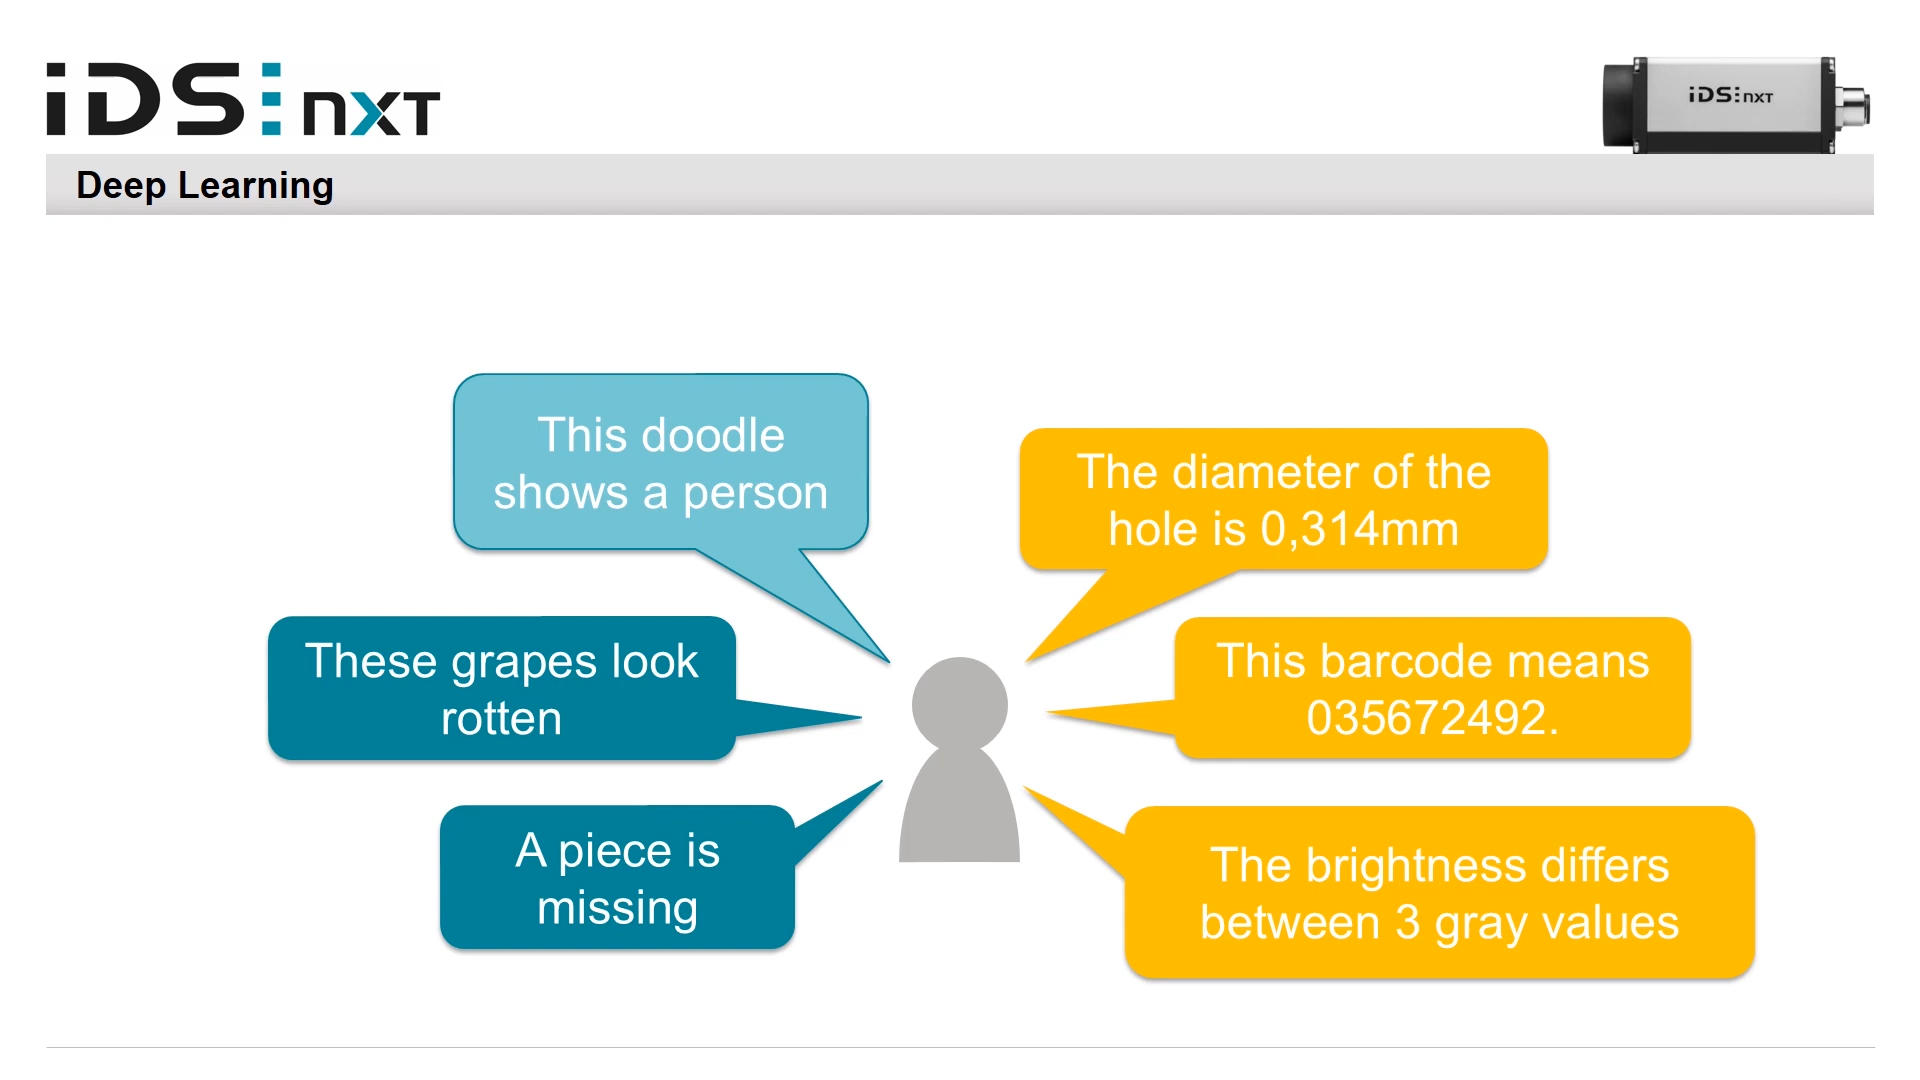 iDS nxt
iDS nxt
Deep Learning
This doodle
shows a person
The diameter of the
hole is 0,314mm
These grapes look
rotten
This barcode means
035672492.
A piece is
missing
The brightness differs
between 3 gray values